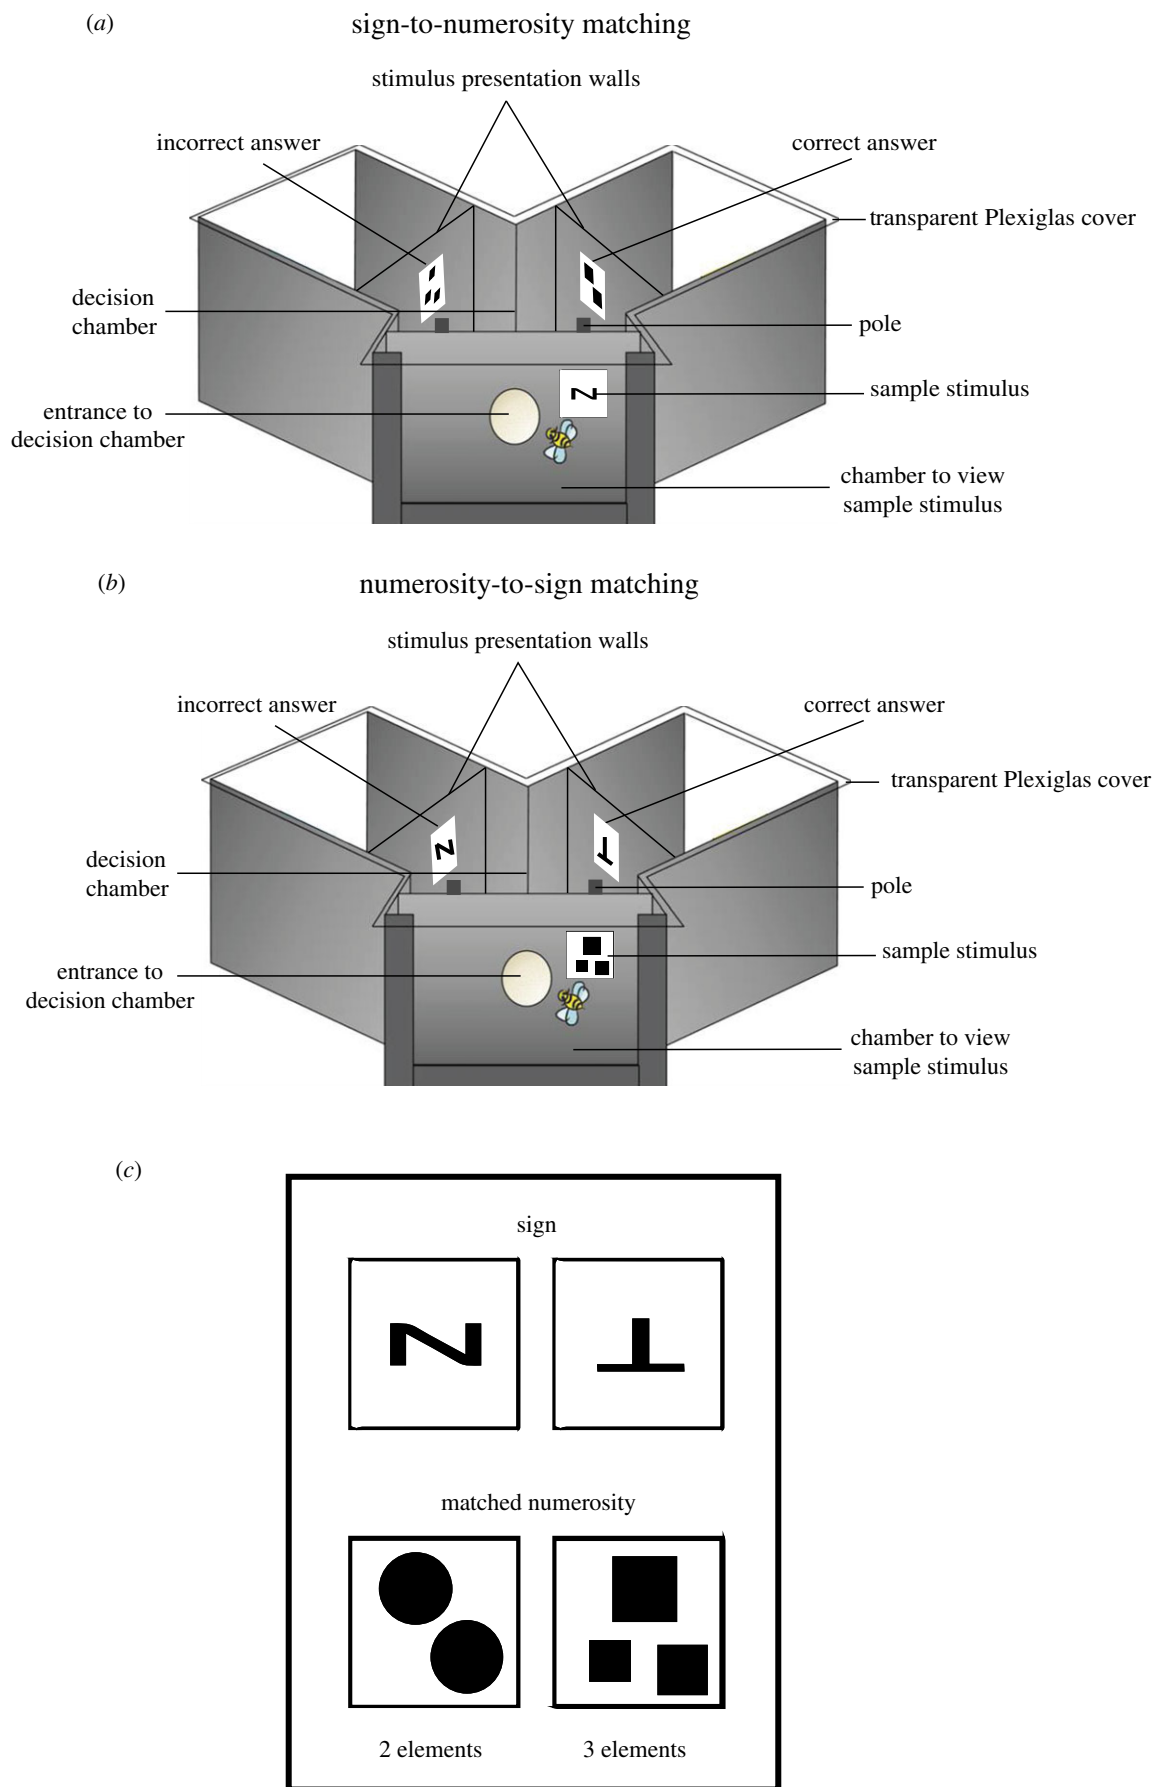 (a)
sign-to-numerosity matching
stimulus presentation walls
incorrect answer
correct answer
transparent Plexiglas cover
decision
chamber
pole
sample stimulus
entrance to
decision chamber
chamber to view
sample stimulus
(b)
numerosity-to-sign matching
stimulus presentation walls
incorrect answer
correct answer
transparent Plexiglas cover
decision
chamber
pole
sample stimulus
entrance to
decision chamber
chamber to view
sample stimulus
(c)
sign
N
T
matched numerosity
2 elements
3 elements